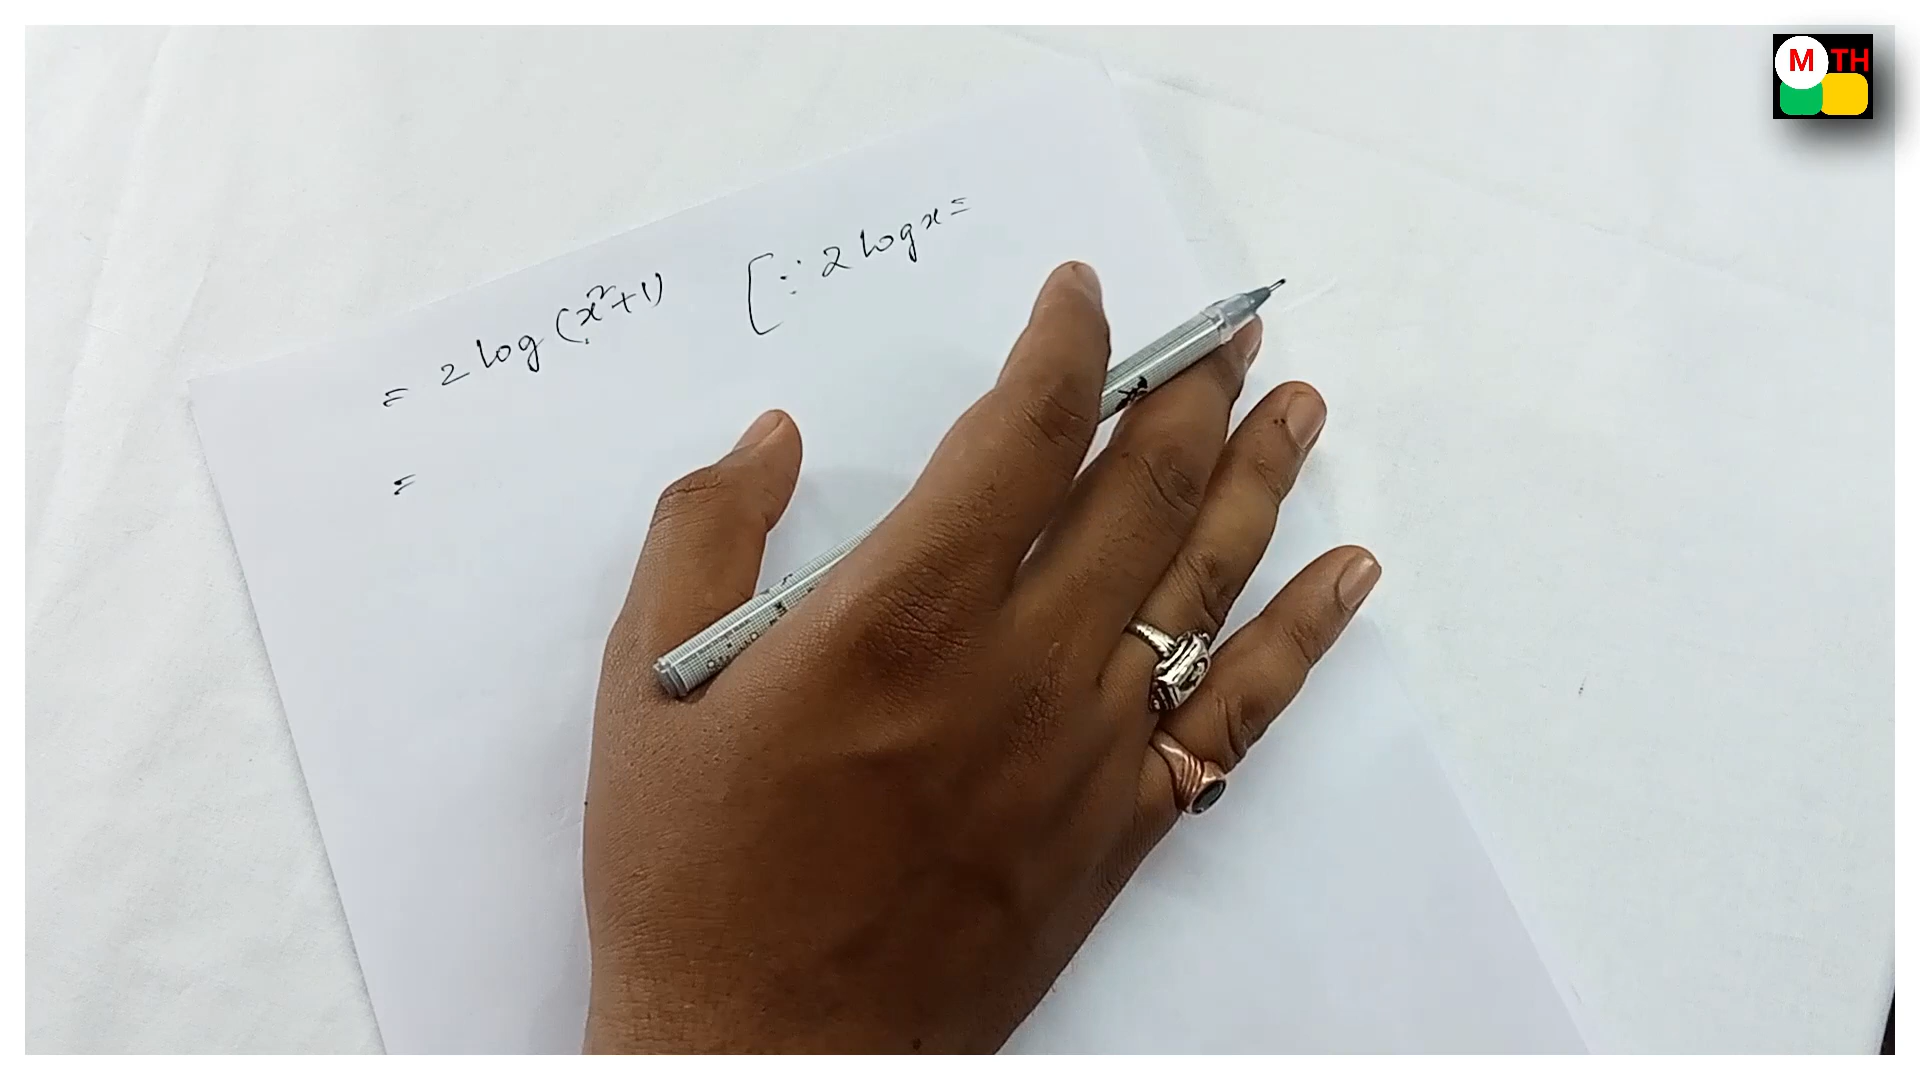 M TH
= 2 log (x²+1) [∵ 2 log x =
=